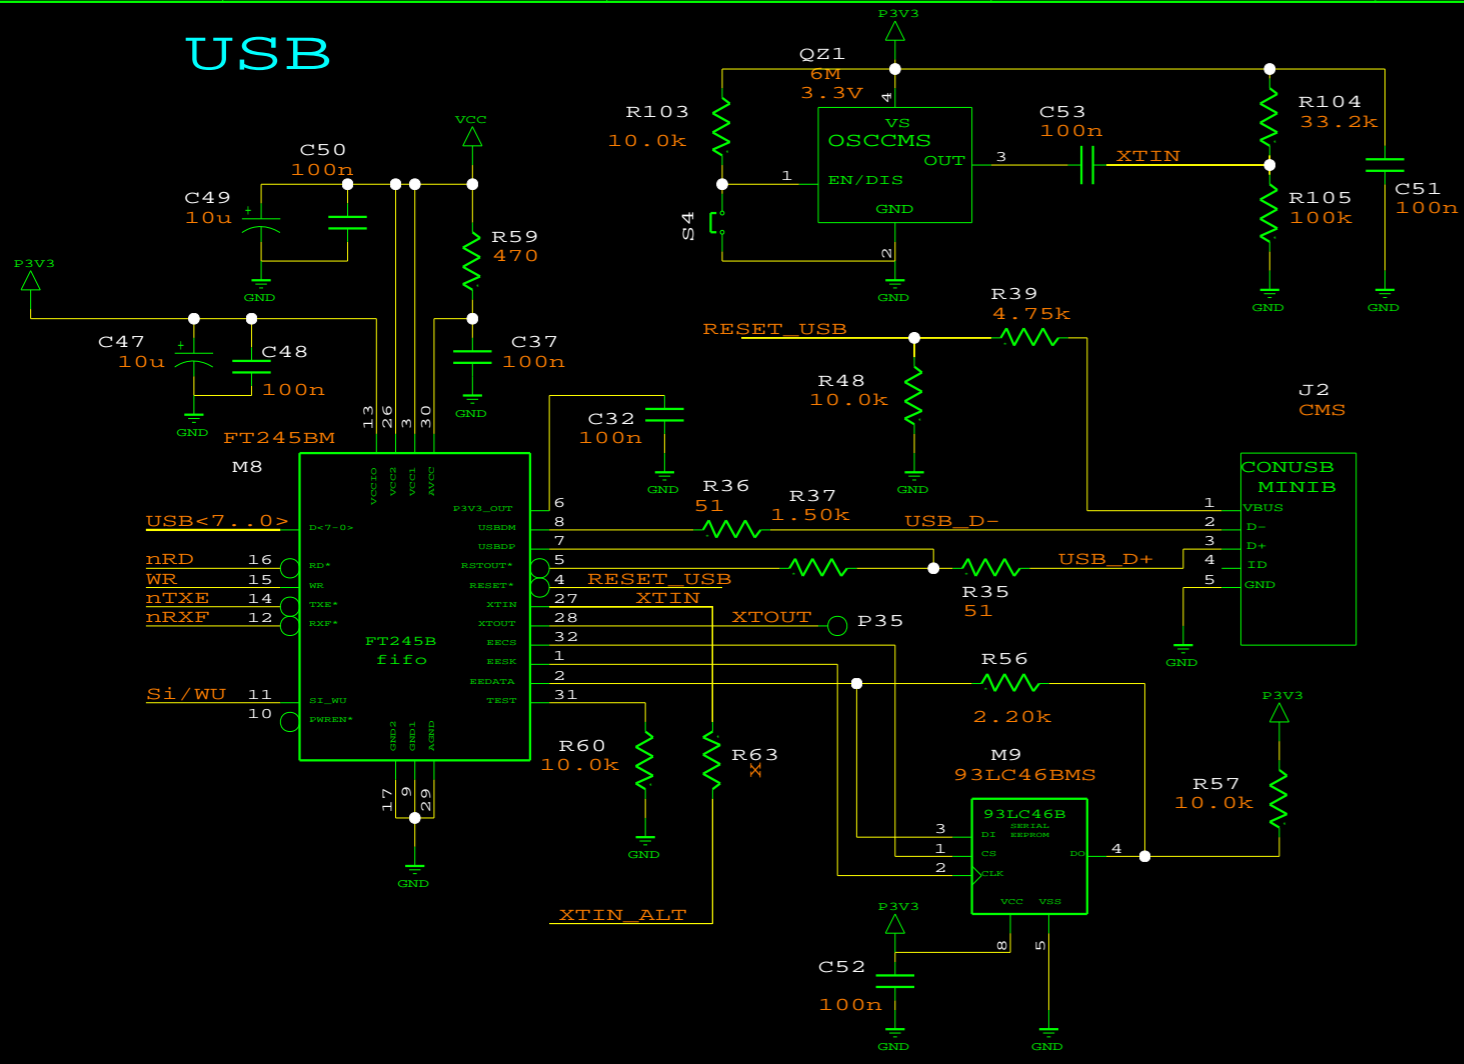 USB
P3V3
QZ1
6M
3.3V
4
VS
OSCCMS
OUT
3
EN/DIS
1
GND
2
GND
R103
10.0k
S4
C53
100n
XTIN
R104
33.2k
R105
100k
GND
C51
100n
GND
VCC
C50
100n
C49
10u
+
GND
R59
470
P3V3
C47
10u
+
C48
100n
GND
C37
100n
GND
RESET_USB
R39
4.75k
R48
10.0k
GND
J2
CMS
CONUSB
MINIB
1
VBUS
2
D-
3
D+
4
ID
5
GND
GND
FT245BM
M8
13
26
3
30
VCCIO
VCC2
VCC1
AVCC
C32
100n
GND
R36
51
R37
1.50k
USB_D-
USB_D+
R35
51
USB<7..0>
D<7-0>
nRD
16
RD*
WR
15
WR
nTXE
14
TXE*
nRXF
12
RXF*
Si/WU
11
SI_WU
10
PWREN*
FT245B
fifo
P3V3_OUT
6
USBDM
8
USBDP
7
RSTOUT*
5
RESET*
4
RESET_USB
XTIN
27
XTIN
XTOUT
28
XTOUT
P35
EECS
32
EESK
1
EEDATA
2
TEST
31
GND2
GND1
AGND
17
9
29
GND
R60
10.0k
GND
R63
X
XTIN_ALT
R56
2.20k
M9
93LC46BMS
93LC46B
SERIAL
EEPROM
3
DI
1
CS
2
CLK
DO
4
VCC
VSS
8
5
P3V3
R57
10.0k
P3V3
C52
100n
GND
GND